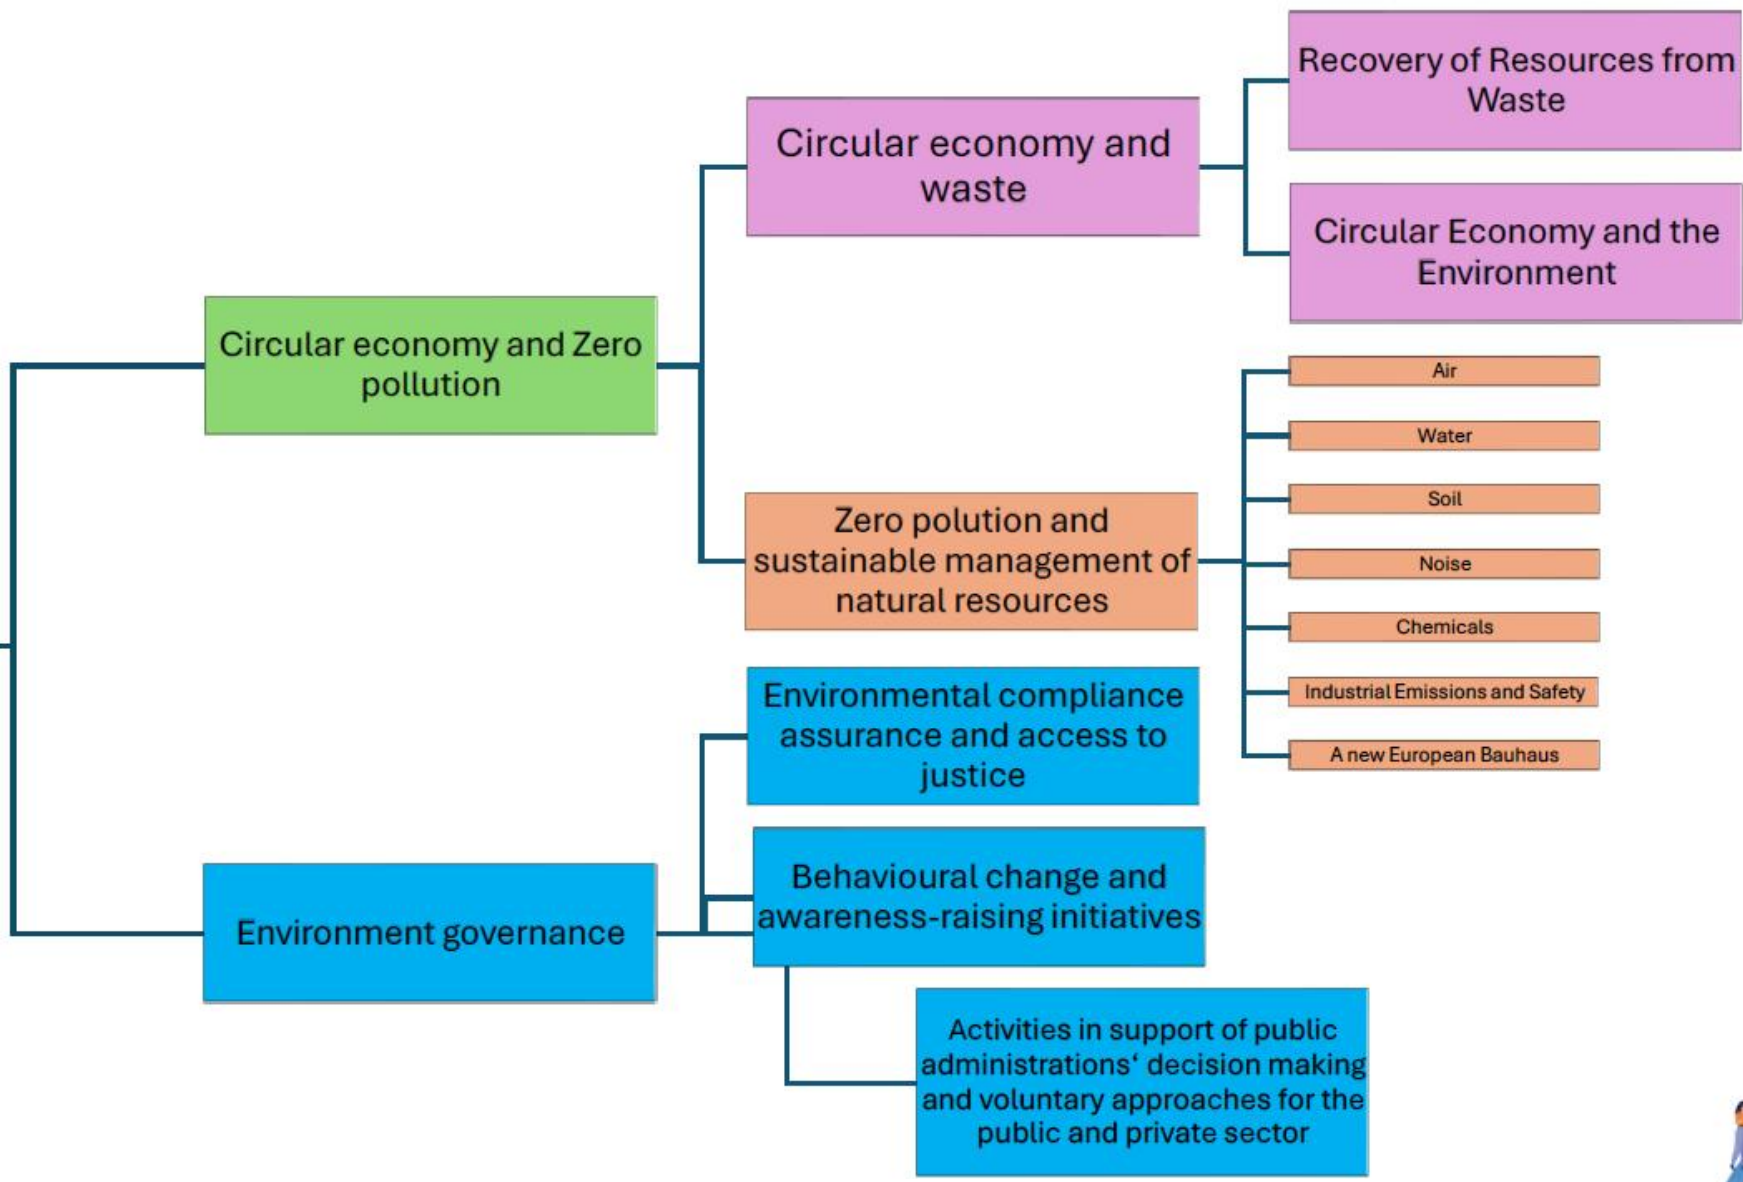 Recovery of Resources from
Waste
Circular economy and
waste
Circular Economy and the
Environment
Circular economy and Zero
pollution
Air
Water
Soil
Zero polution and
sustainable management of
natural resources
Noise
Chemicals
Industrial Emissions and Safety
A new European Bauhaus
Environmental compliance
assurance and access to
justice
Behavioural change and
awareness-raising initiatives
Environment governance
Activities in support of public
administrations‘ decision making
and voluntary approaches for the
public and private sector